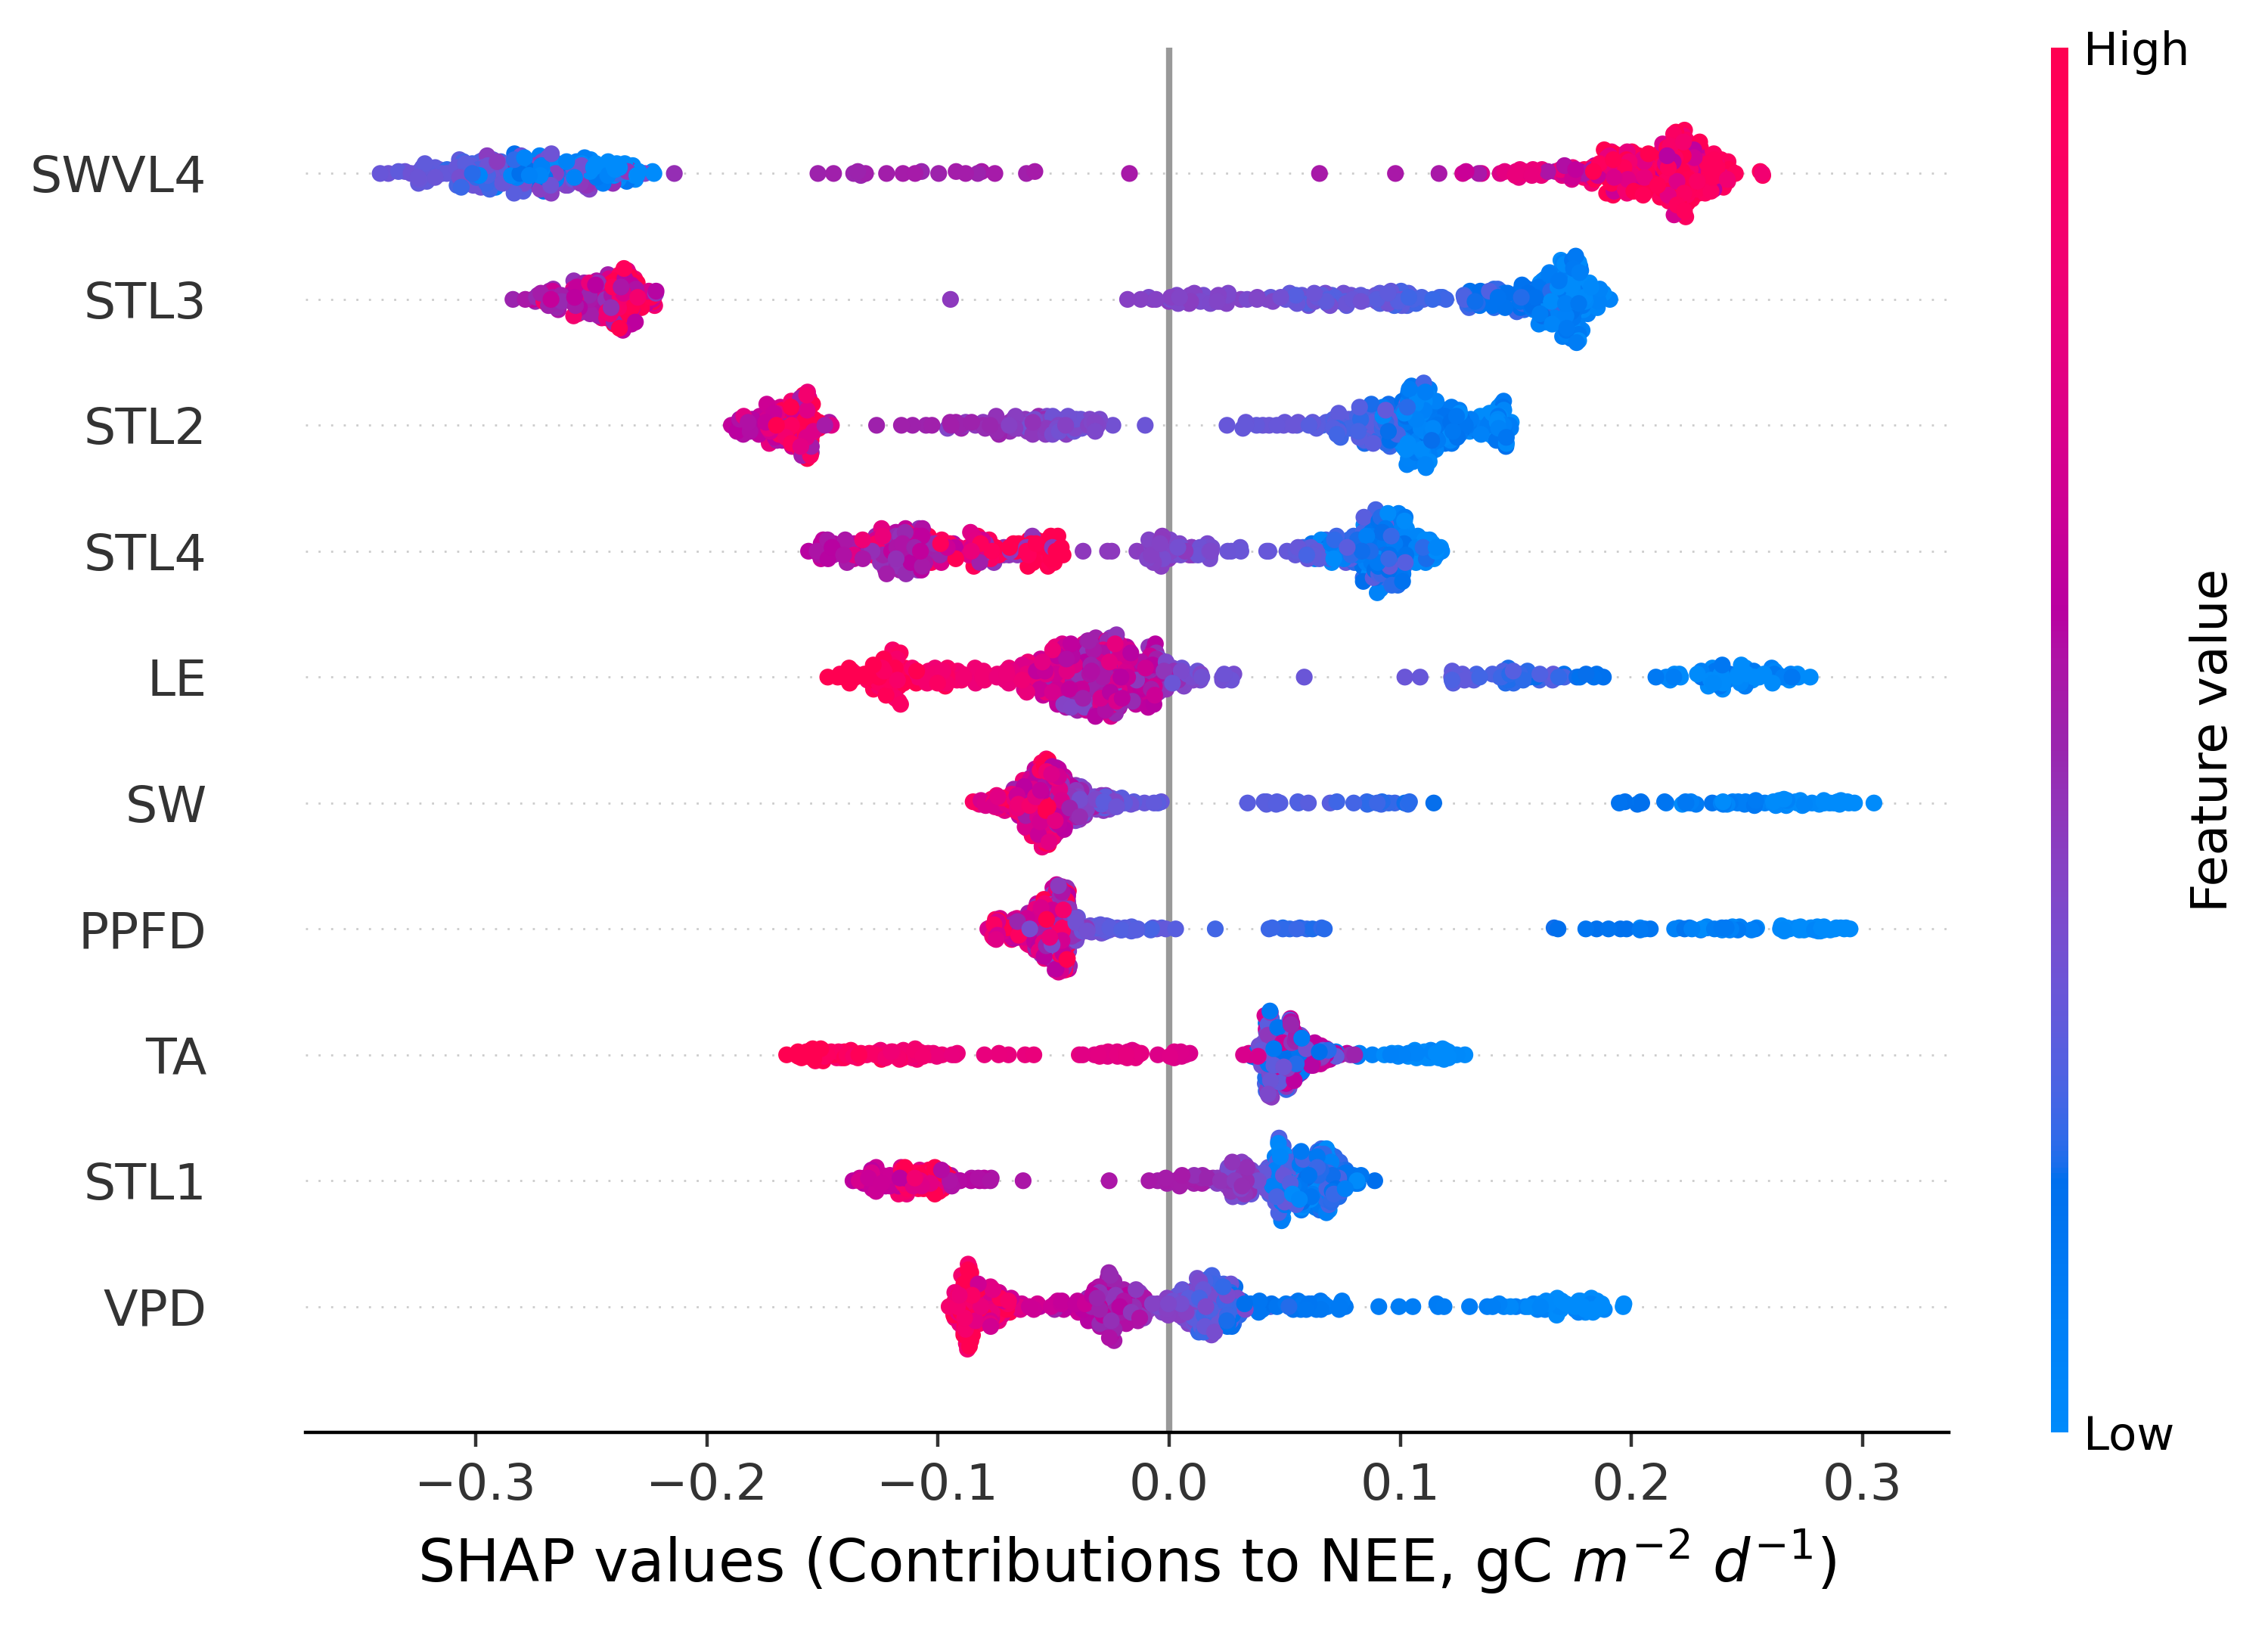 High
SWVL4
STL3
STL2
STL4
LE
SW
PPFD
TA
STL1
VPD
Feature value
Low
−0.3 −0.2 −0.1 0.0 0.1 0.2 0.3
SHAP values (Contributions to NEE, gC m⁻² d⁻¹)